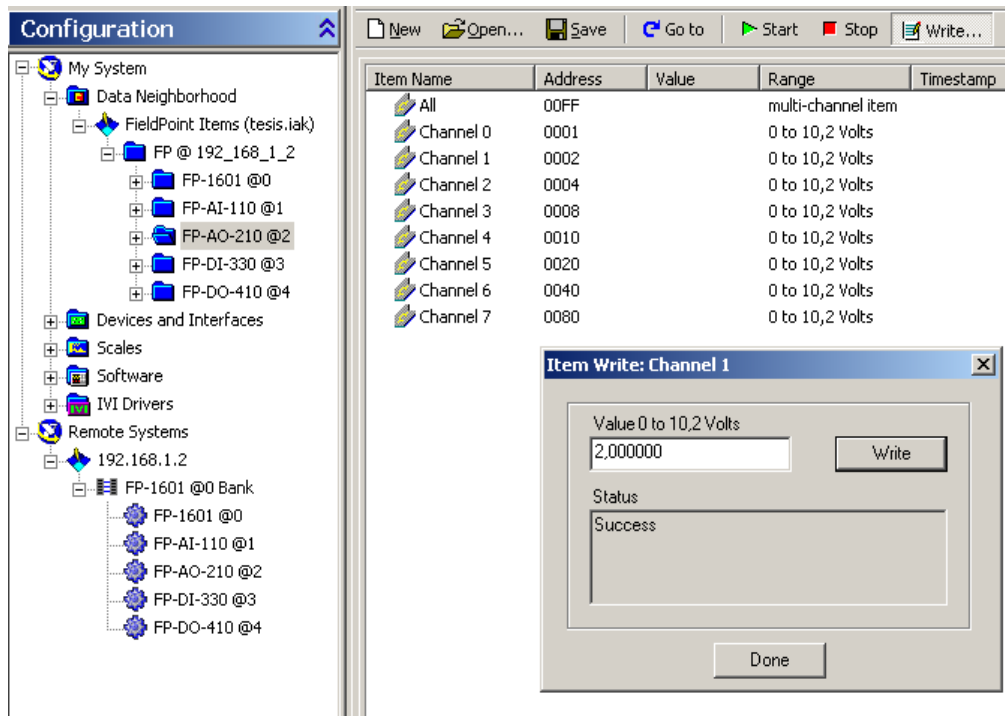 Configuration
My System
Data Neighborhood
FieldPoint Items (tesis.iak)
FP @ 192_168_1_2
FP-1601 @0
FP-AI-110 @1
FP-AO-210 @2
FP-DI-330 @3
FP-DO-410 @4
Devices and Interfaces
Scales
Software
IVI Drivers
Remote Systems
192.168.1.2
FP-1601 @0 Bank
FP-1601 @0
FP-AI-110 @1
FP-AO-210 @2
FP-DI-330 @3
FP-DO-410 @4
New Open... Save Go to Start Stop Write...
Item Name Address Value Range Timestamp
All 00FF multi-channel item
Channel 0 0001 0 to 10,2 Volts
Channel 1 0002 0 to 10,2 Volts
Channel 2 0004 0 to 10,2 Volts
Channel 3 0008 0 to 10,2 Volts
Channel 4 0010 0 to 10,2 Volts
Channel 5 0020 0 to 10,2 Volts
Channel 6 0040 0 to 10,2 Volts
Channel 7 0080 0 to 10,2 Volts
Item Write: Channel 1
Value 0 to 10,2 Volts
2,000000 Write
Status
Success
Done